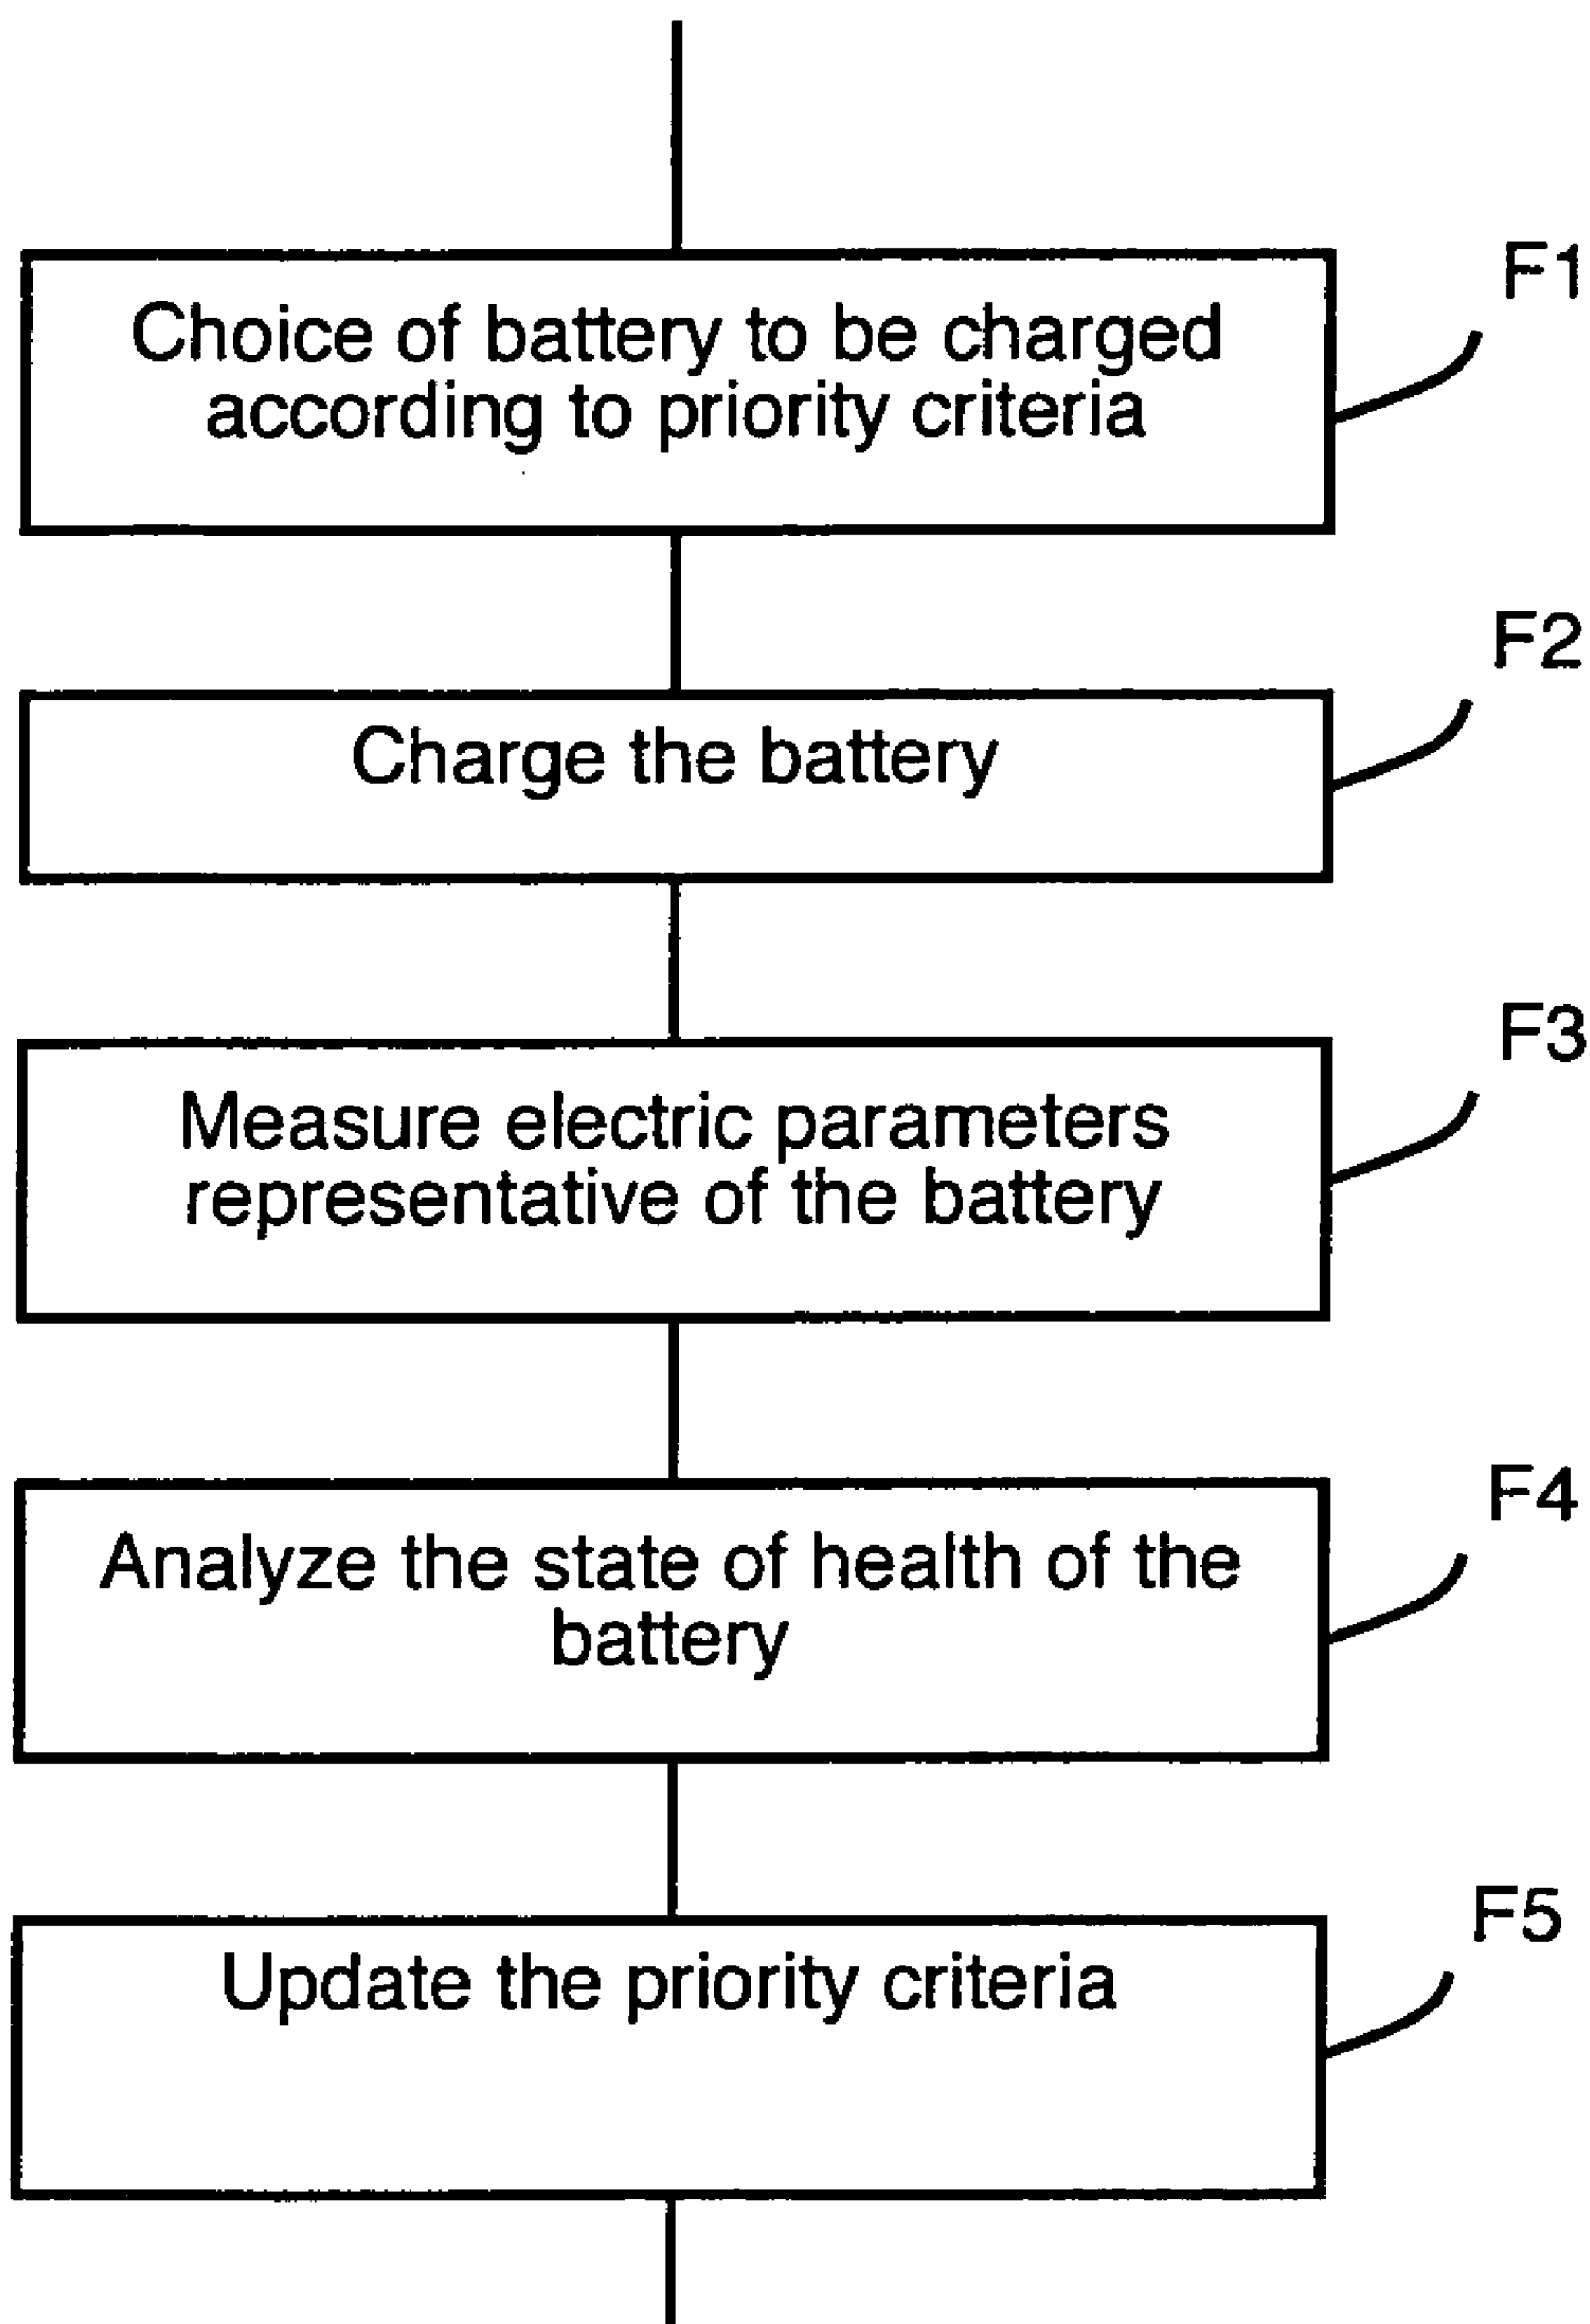 F1
Choice of battery to be charged
according to priority criteria
F2
Charge the battery
F3
Measure electric parameters
representative of the battery
F4
Analyze the state of health of the
battery
F5
Update the priority criteria